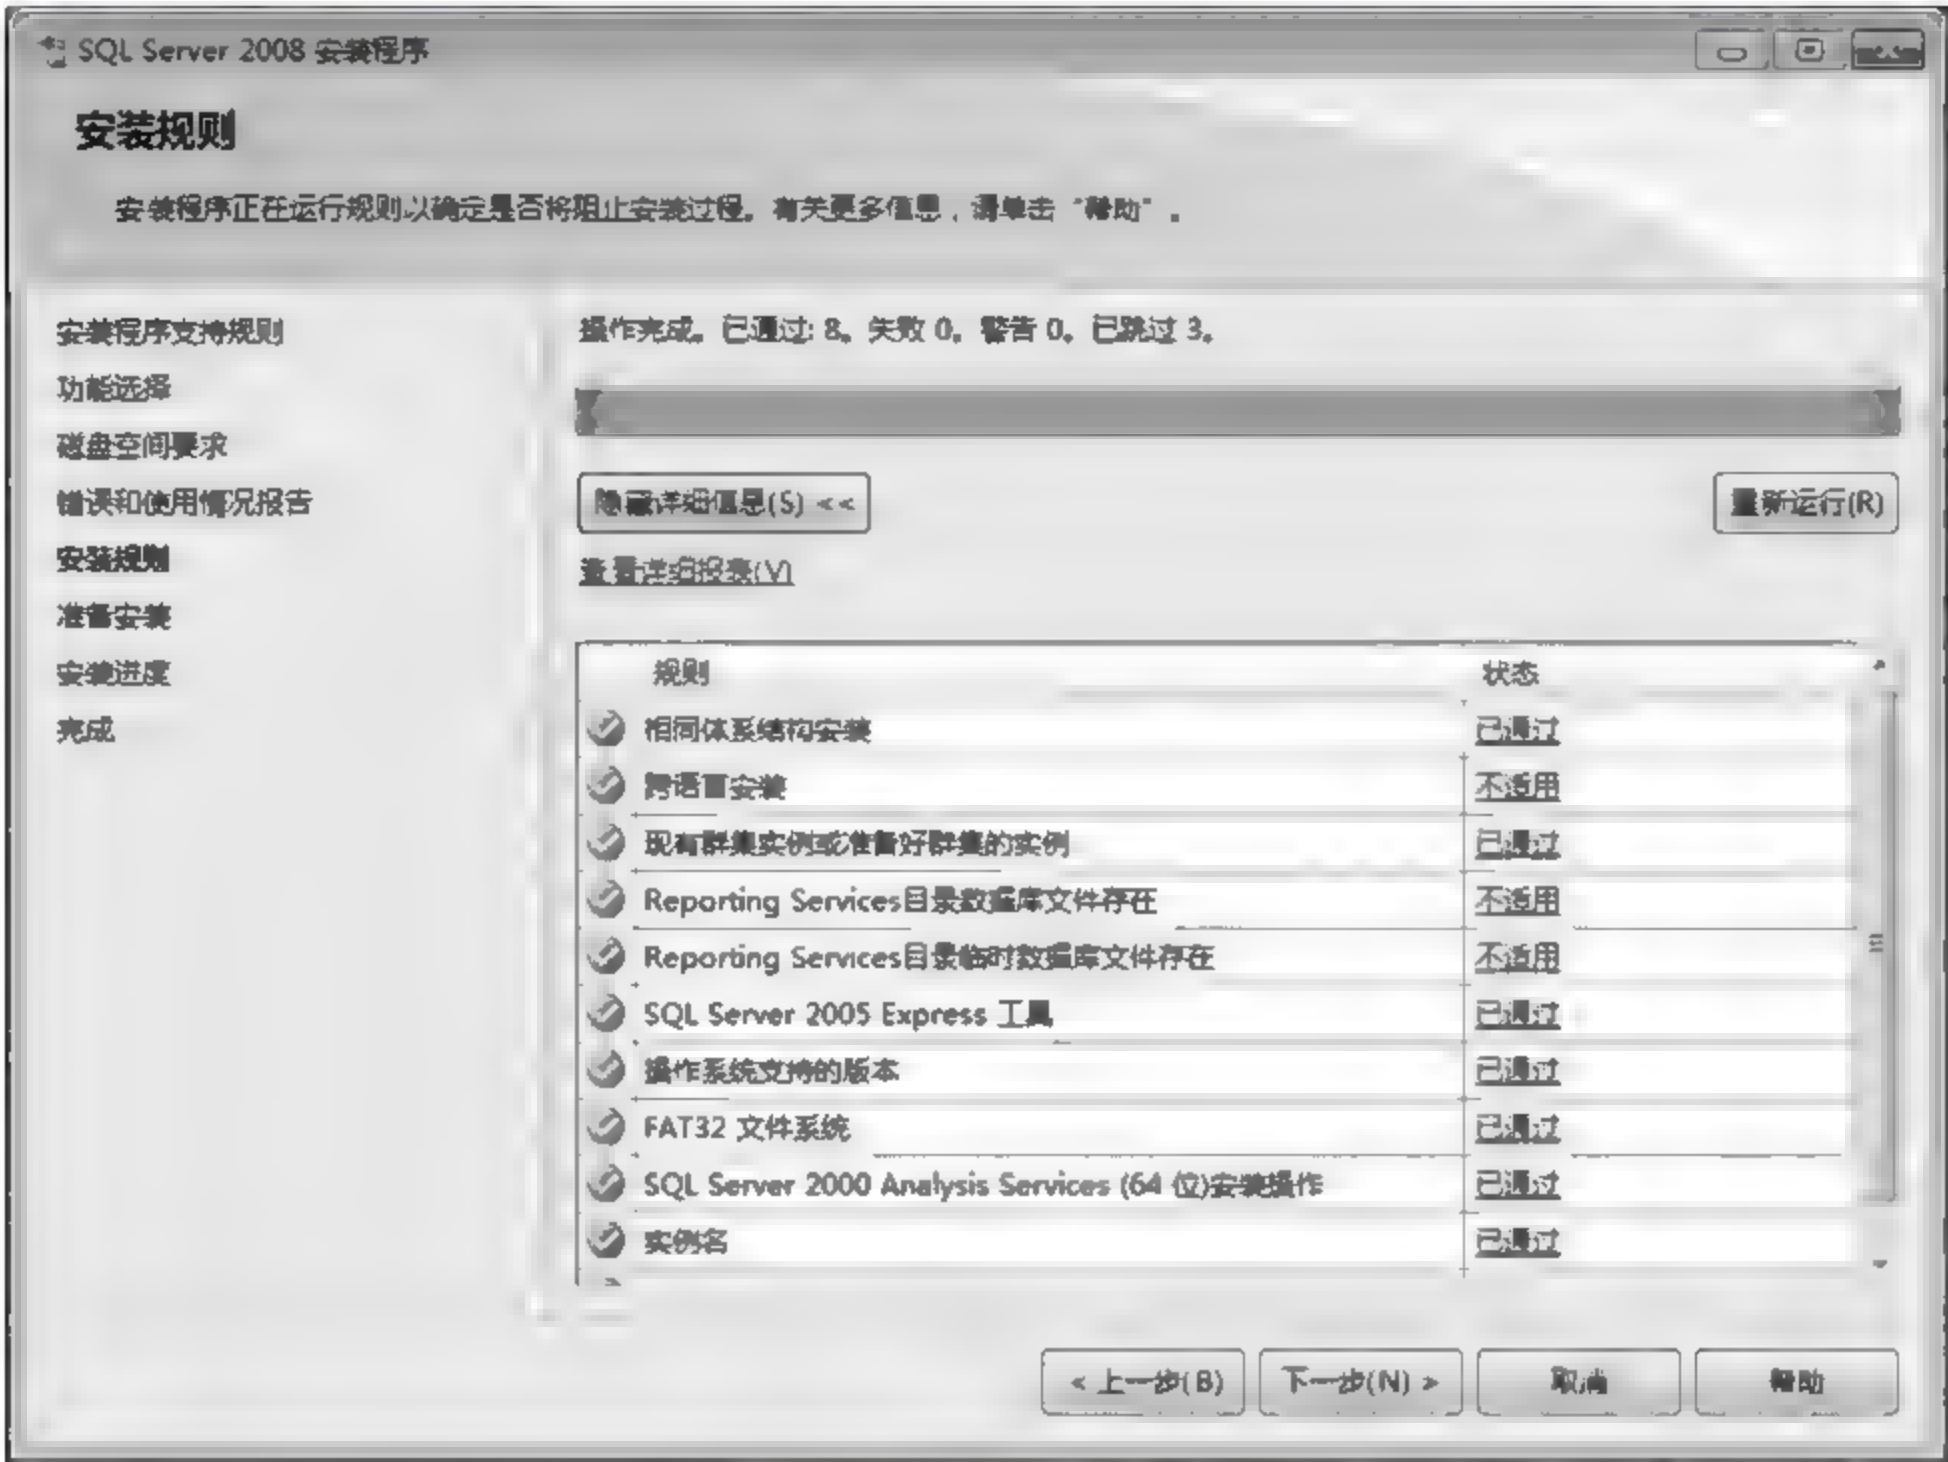 SQL Server 2008 安装程序
安装规则
安装程序正在运行规则以确定是否将阻止安装过程。有关更多信息，请单击“帮助”。
安装程序支持规则
功能选择
磁盘空间要求
错误和使用情况报告
安装规则
准备安装
安装进度
完成
操作完成。已通过: 8。失败 0。警告 0。已跳过 3。
隐藏详细信息(S) <<
重新运行(R)
查看详细报表(V)
规则 状态
相同体系结构安装 已通过
跨语言安装 不适用
现有群集实例或准备好群集的实例 已通过
Reporting Services目录数据库文件存在 不适用
Reporting Services目录临时数据库文件存在 不适用
SQL Server 2005 Express 工具 已通过
操作系统支持的版本 已通过
FAT32 文件系统 已通过
SQL Server 2000 Analysis Services (64 位)安装操作 已通过
实例名 已通过
< 上一步(B) 下一步(N) > 取消 帮助